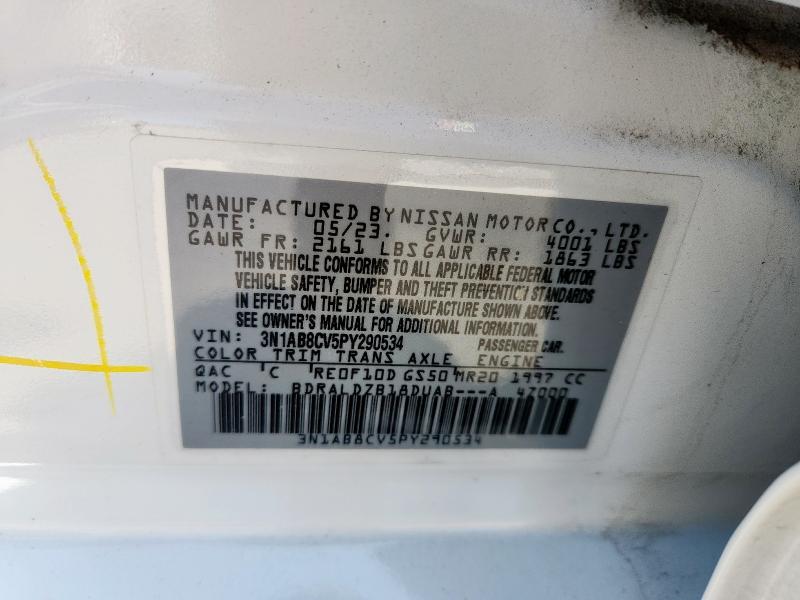 MANUFACTURED BY NISSAN MOTOR CO., LTD.
DATE: 05/23. GVWR: 4001 LBS
GAWR FR: 2161 LBS GAWR RR: 1863 LBS
THIS VEHICLE CONFORMS TO ALL APPLICABLE FEDERAL MOTOR
VEHICLE SAFETY, BUMPER AND THEFT PREVENTION STANDARDS
IN EFFECT ON THE DATE OF MANUFACTURE SHOWN ABOVE.
SEE OWNER'S MANUAL FOR ADDITIONAL INFORMATION.
VIN: 3N1AB8CV5PY290534 PASSENGER CAR.
COLOR TRIM TRANS AXLE ENGINE
QAC C RE0F10D GS50 MR20 1997 CC
MODEL: BDRALDZB18DUAB---A 47000
3N1AB8CV5PY290534